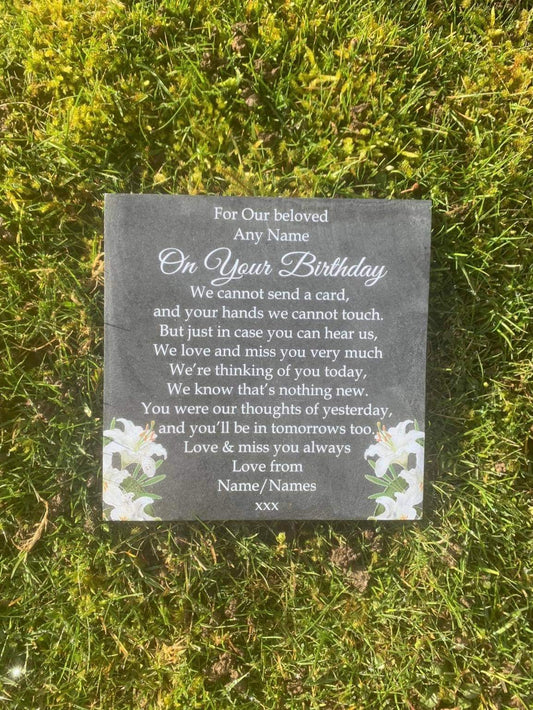 For Our beloved
Any Name
On Your Birthday
We cannot send a card,
and your hands we cannot touch.
But just in case you can hear us,
We love and miss you very much
We're thinking of you today,
We know that's nothing new.
You were our thoughts of yesterday,
and you'll be in tomorrows too.
Love & miss you always
Love from
Name/Names
xxx